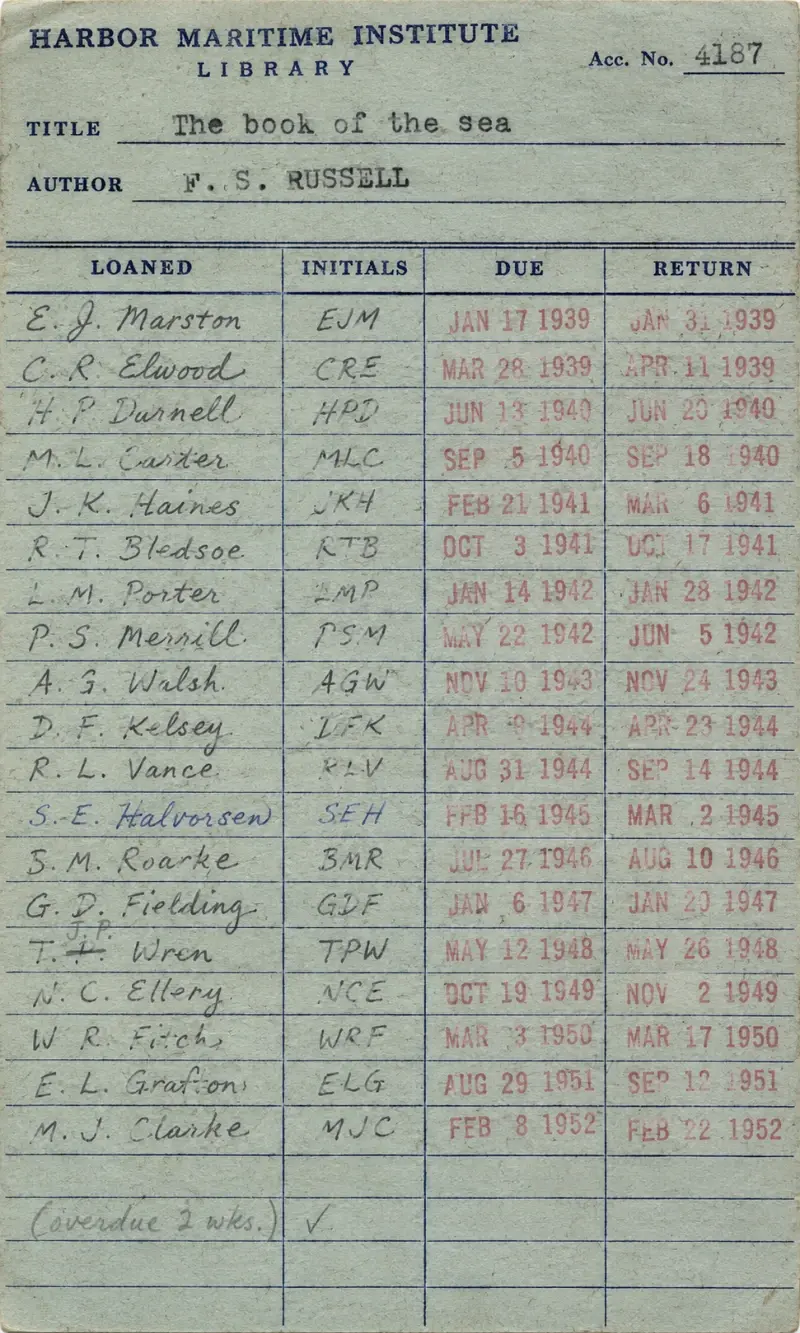 HARBOR MARITIME INSTITUTE
LIBRARY
Acc. No. 4187
TITLE The book of the sea
AUTHOR F. S. RUSSELL
LOANED INITIALS DUE RETURN
E. J. Marston EJM JAN 17 1939 JAN 31 1939
C. R. Elwood CRE MAR 28 1939 APR 11 1939
H. P. Durnell HPD JUN 13 1940 JUN 20 1940
M. L. Carter MLC SEP 5 1940 SEP 18 1940
J. K. Haines JKH FEB 21 1941 MAR 6 1941
R. T. Bledsoe RTB OCT 3 1941 OCT 17 1941
L. M. Porter LMP JAN 14 1942 JAN 28 1942
P. S. Merrill PSM MAY 22 1942 JUN 5 1942
A. G. Walsh. AGW NOV 10 1943 NOV 24 1943
D. F. Kelsey DFK APR 9 1944 APR 23 1944
R. L. Vance RLV AUG 31 1944 SEP 14 1944
S. E. Halvorsen SEH FEB 16 1945 MAR 2 1945
B. M. Roarke BMR JUL 27 1946 AUG 10 1946
G. D. Fielding GDF JAN 6 1947 JAN 20 1947
J. P.
T. Wren TPW MAY 12 1948 MAY 26 1948
N. C. Ellery NCE OCT 19 1949 NOV 2 1949
W R. Fitch WRF MAR 3 1950 MAR 17 1950
E. L. Grafton ELG AUG 29 1951 SEP 12 1951
M. J. Clarke MJC FEB 8 1952 FEB 22 1952
(overdue 2 wks.) ✓